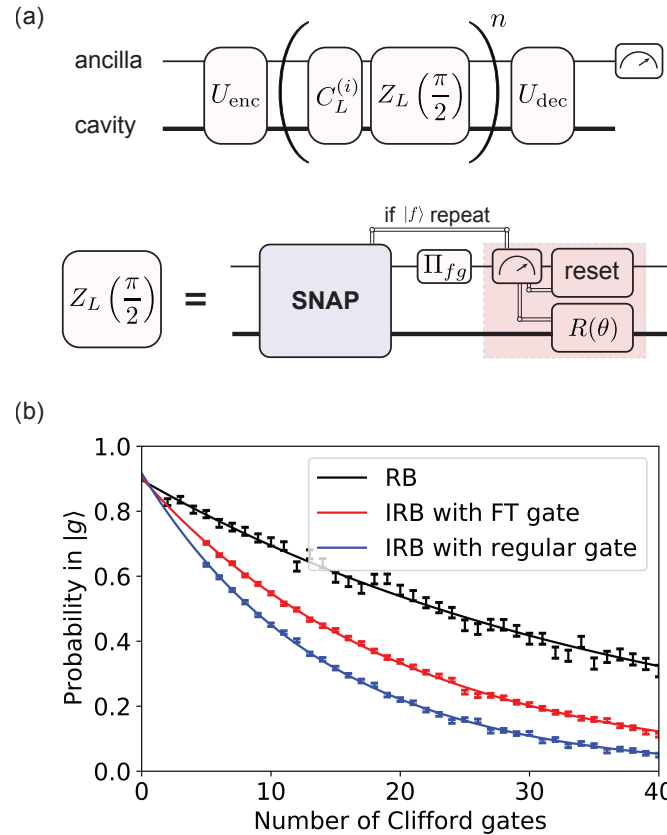 (a)
n
ancilla
cavity
U_enc
C_L^(i)
Z_L (π/2)
U_dec
if |f⟩ repeat
Z_L (π/2)
=
SNAP
Π_fg
reset
R(θ)
(b)
Probability in |g⟩
1.0
0.8
0.6
0.4
0.2
0.0
RB
IRB with FT gate
IRB with regular gate
0 10 20 30 40
Number of Clifford gates